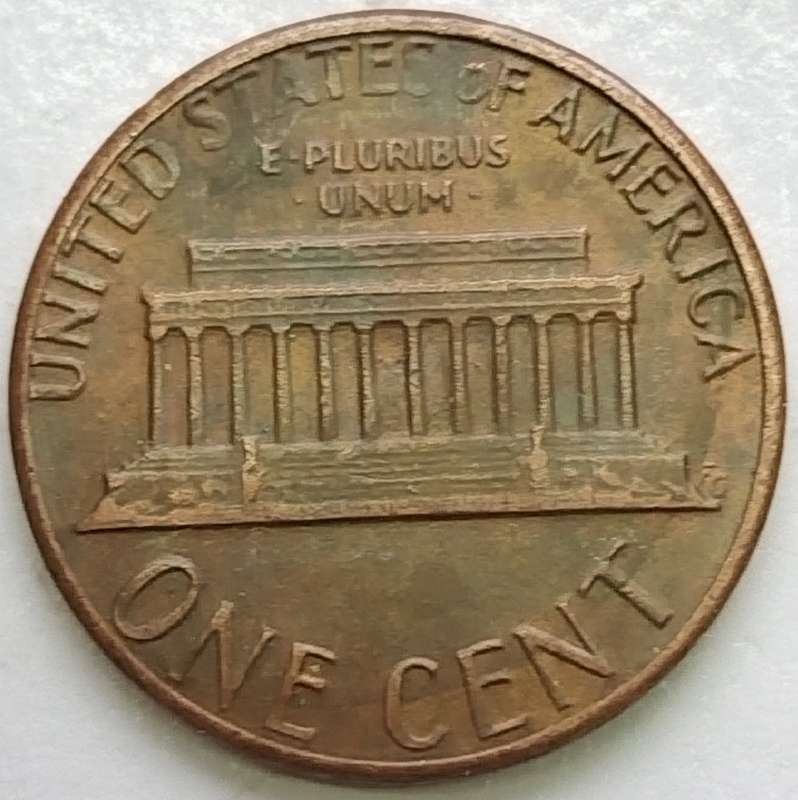 UNITED STATES OF AMERICA
E·PLURIBUS
·UNUM·
ONE CENT